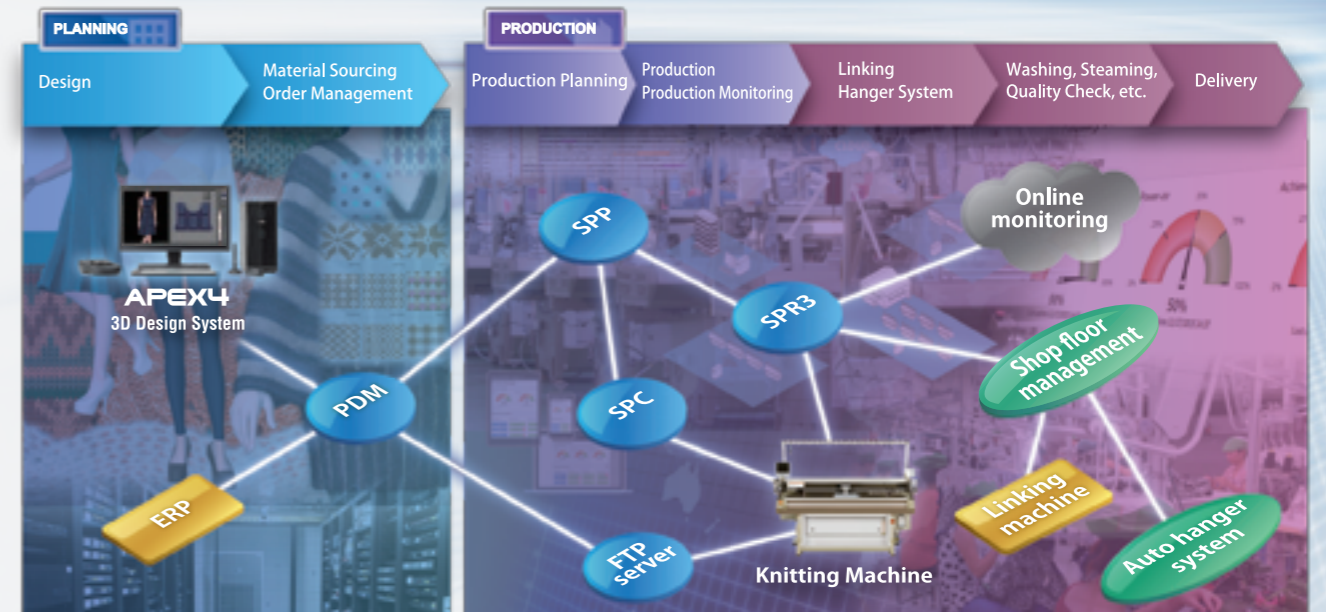 PLANNING
PRODUCTION
Design
Material Sourcing
Order Management
Production Planning
Production
Production Monitoring
Linking
Hanger System
Washing, Steaming,
Quality Check, etc.
Delivery
APEX4
3D Design System
PDM
ERP
SPP
SPC
SPR3
FTP
server
Knitting Machine
Online
monitoring
Shop floor
management
Linking
machine
Auto hanger
system
50%